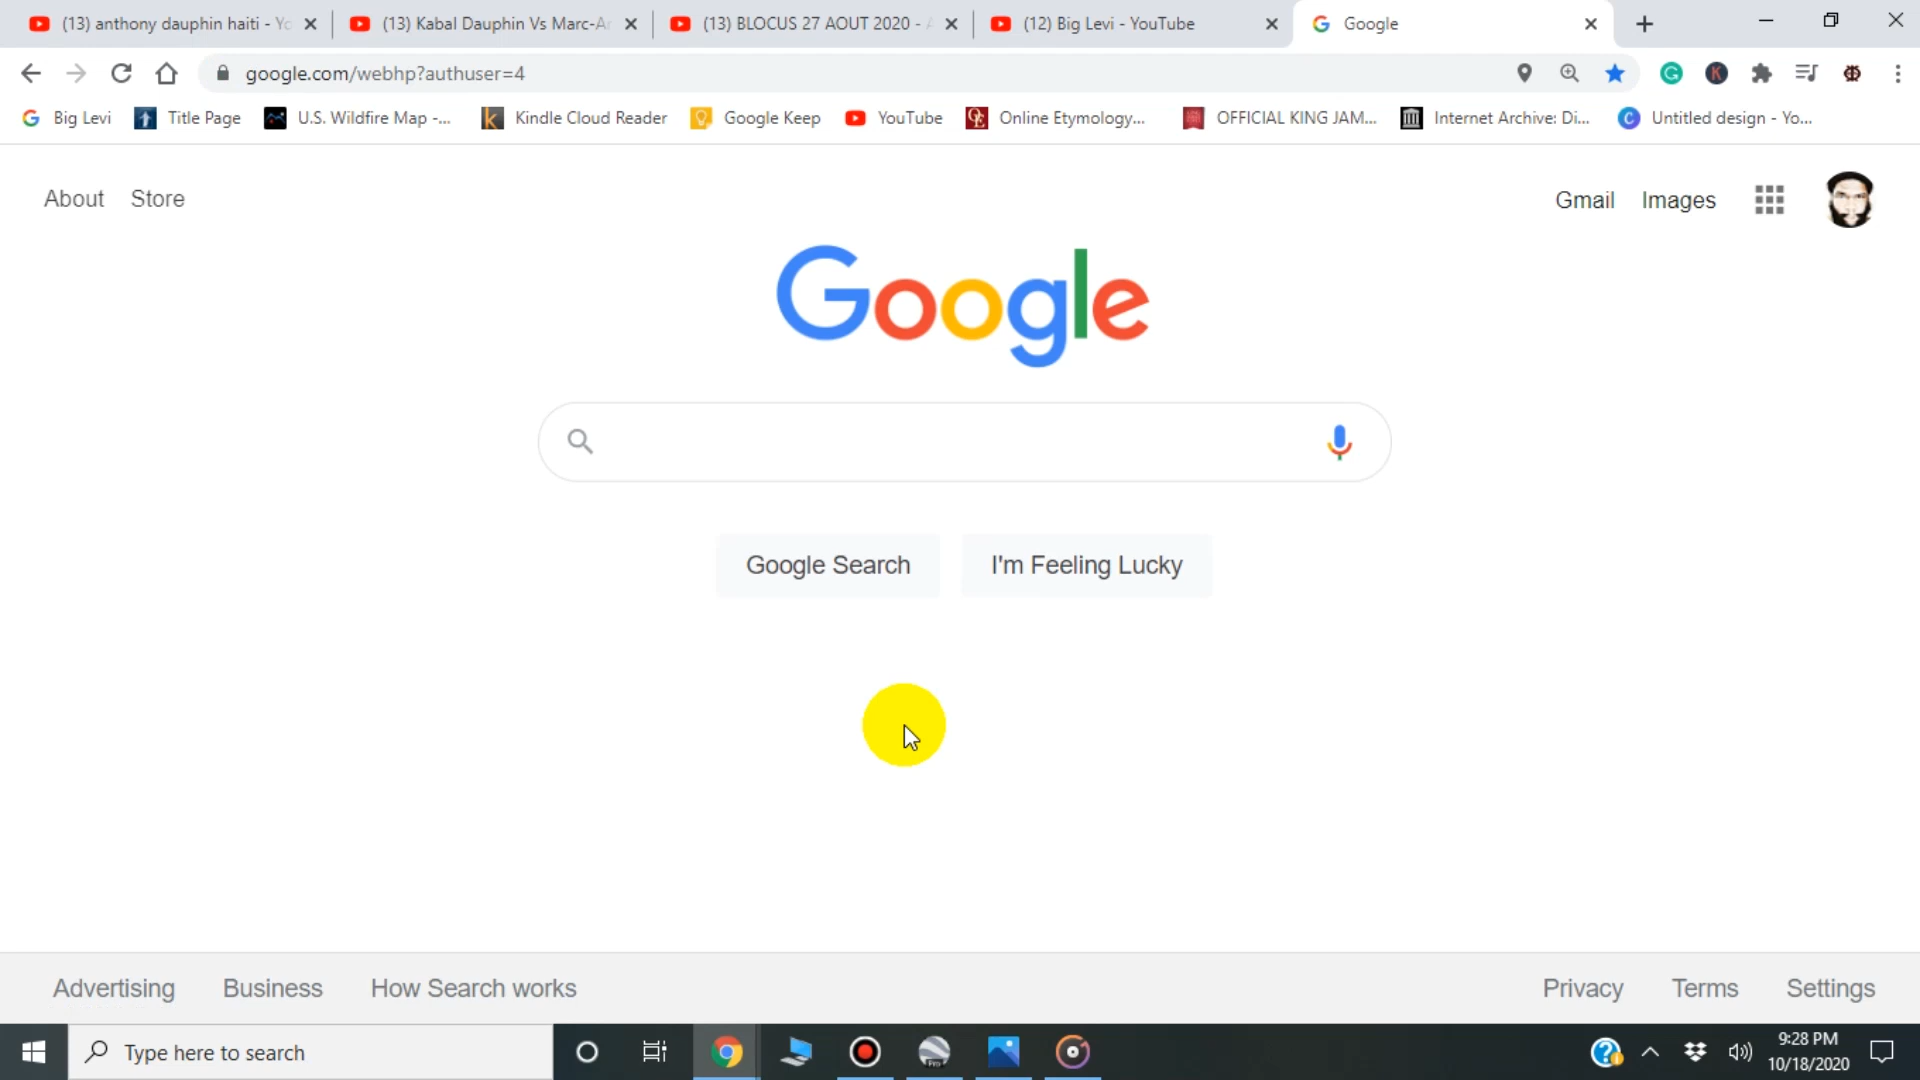 (13) anthony dauphin haiti - Yo
(13) Kabal Dauphin Vs Marc-Ar
(13) BLOCUS 27 AOUT 2020 - A
(12) Big Levi - YouTube
Google
google.com/webhp?authuser=4
Big Levi
Title Page
U.S. Wildfire Map -...
Kindle Cloud Reader
Google Keep
YouTube
Online Etymology...
OFFICIAL KING JAM...
Internet Archive: Di...
Untitled design - Yo...
About
Store
Gmail
Images
Google
Google Search
I'm Feeling Lucky
Advertising
Business
How Search works
Privacy
Terms
Settings
Type here to search
9:28 PM
10/18/2020